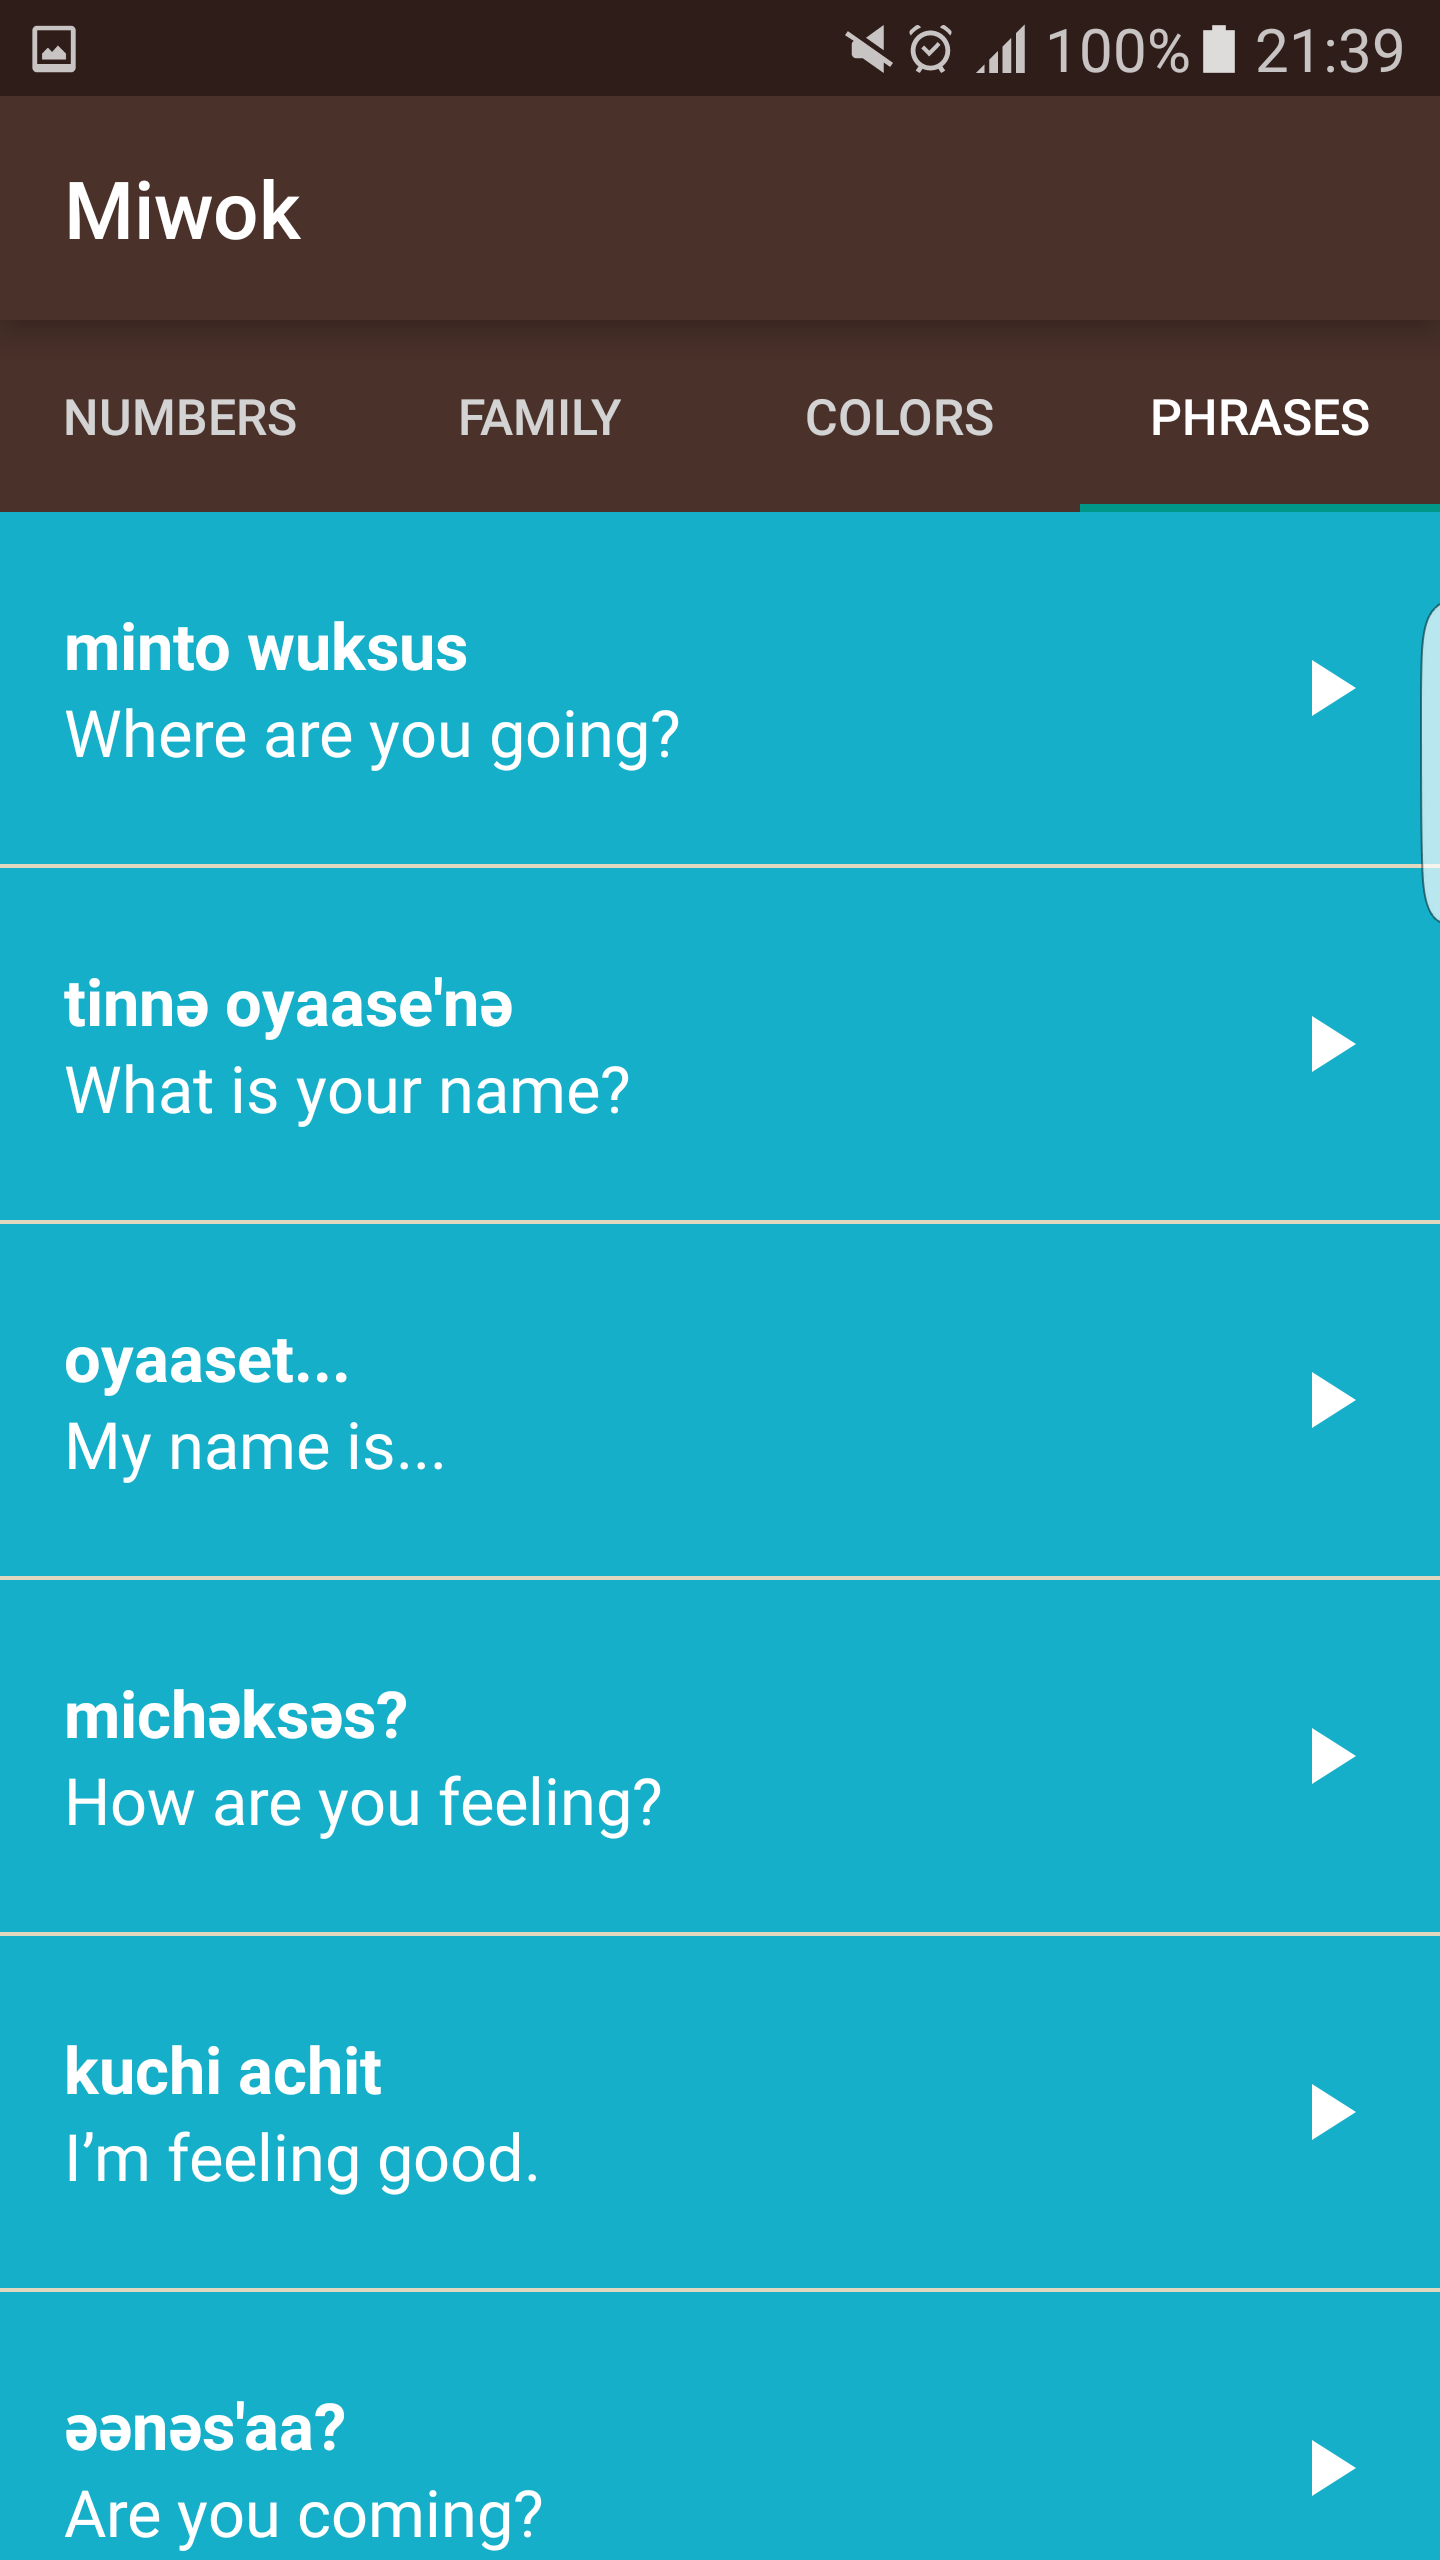 100% 21:39
Miwok
NUMBERS FAMILY COLORS PHRASES
minto wuksus
Where are you going?
tinnə oyaase'nə
What is your name?
oyaaset...
My name is...
michəksəs?
How are you feeling?
kuchi achit
I’m feeling good.
əənəs'aa?
Are you coming?